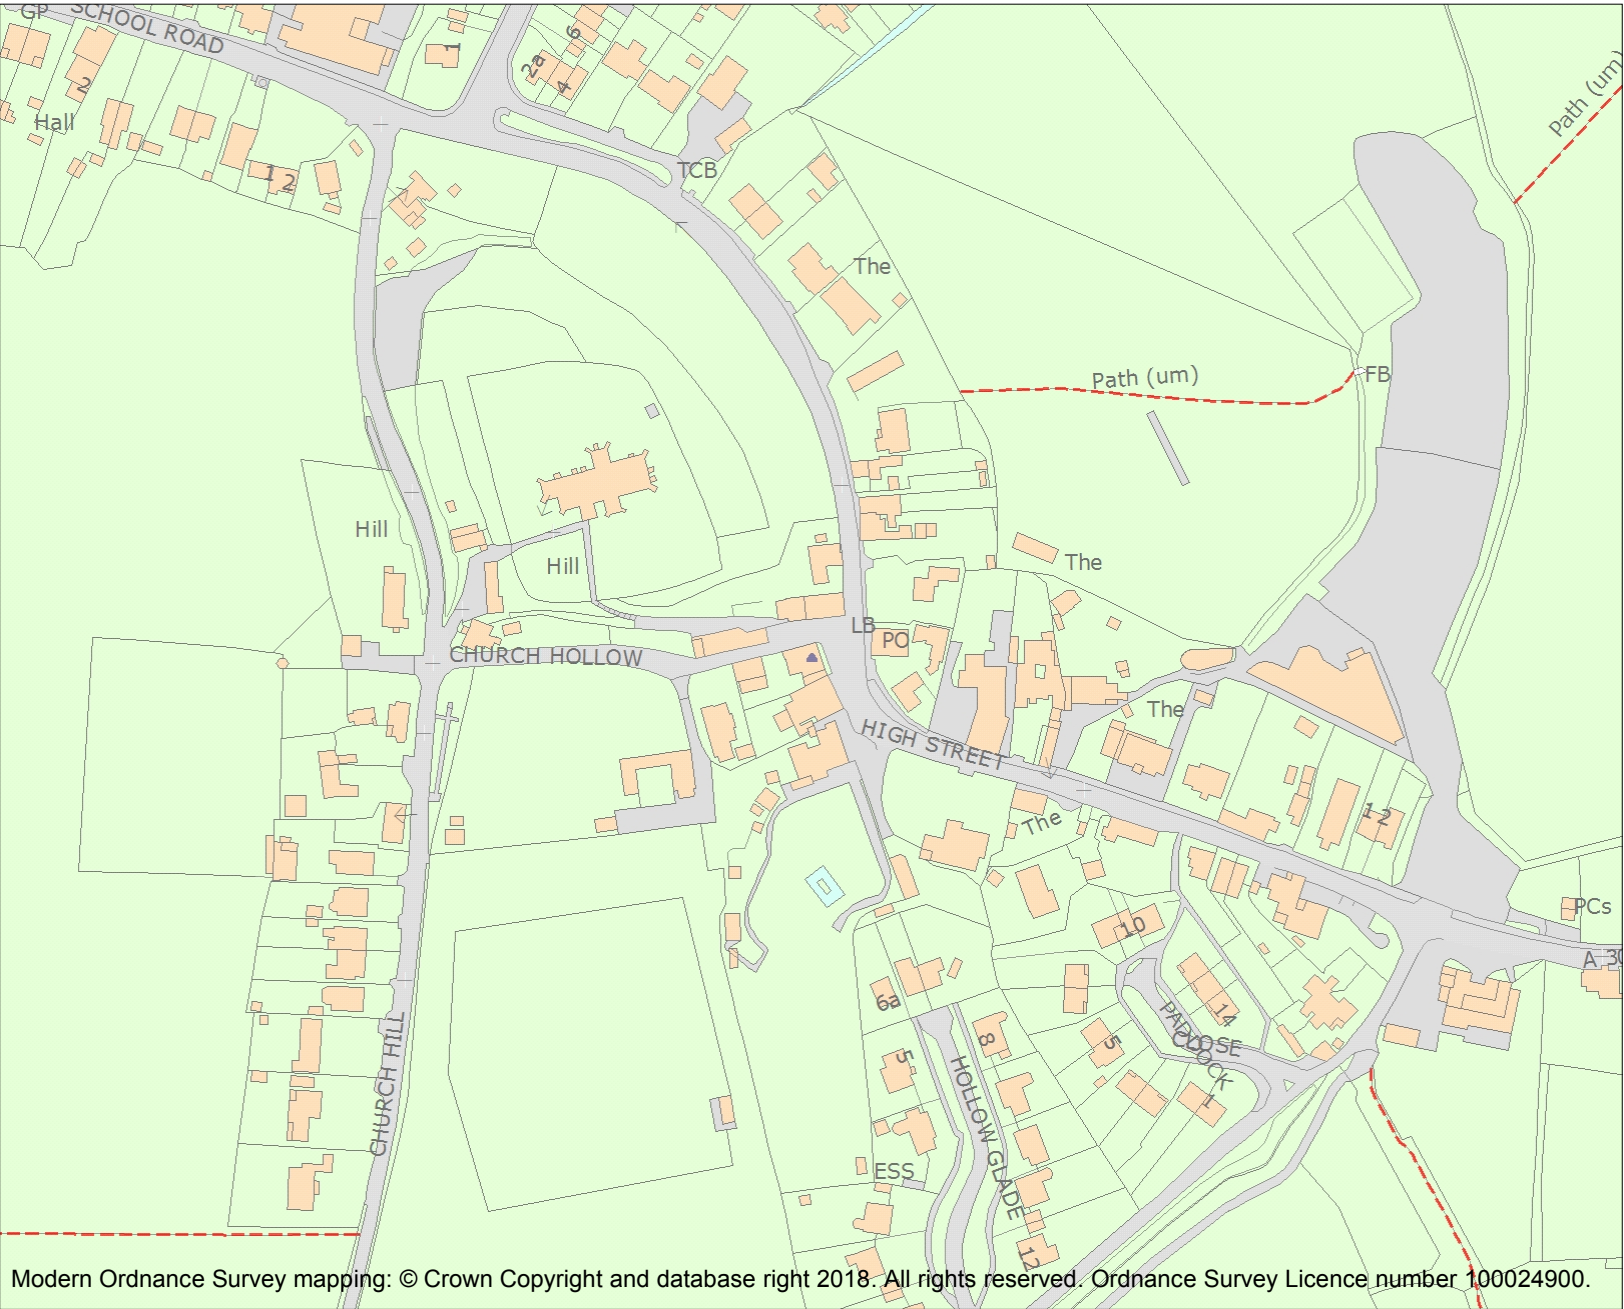 GP
SCHOOL ROAD
1
6
2a
4
2
Hall
1 2
TCB
The
Path (um)
Path (um)
FB
Hill
Hill
The
LB
PO
CHURCH HOLLOW
The
HIGH STREET
The
1 2
PCs
A 30
10
6a
14
PADDOCK
CLOSE
5
8
5
1
HOLLOW GLADE
CHURCH HILL
ESS
12
Modern Ordnance Survey mapping: © Crown Copyright and database right 2018. All rights reserved. Ordnance Survey Licence number 100024900.